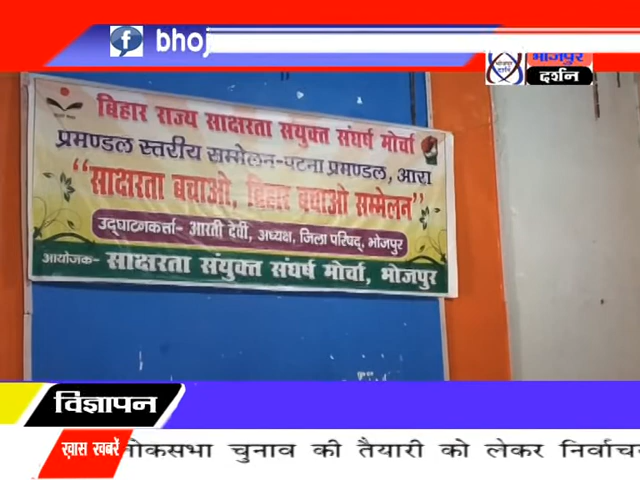 bhoj
भोजपुर
दर्शन
बिहार राज्य साक्षरता संयुक्त संघर्ष मोर्चा
प्रमण्डल स्तरीय सम्मेलन-पटना प्रमण्डल, आरा
“साक्षरता बचाओ, बिहार बचाओ सम्मेलन”
उद्घाटनकर्त्ता- आरती देवी, अध्यक्ष, जिला परिषद्, भोजपुर
आयोजक- साक्षरता संयुक्त संघर्ष मोर्चा, भोजपुर
विज्ञापन
ख़ास खबरें
लोकसभा चुनाव की तैयारी को लेकर निर्वाच